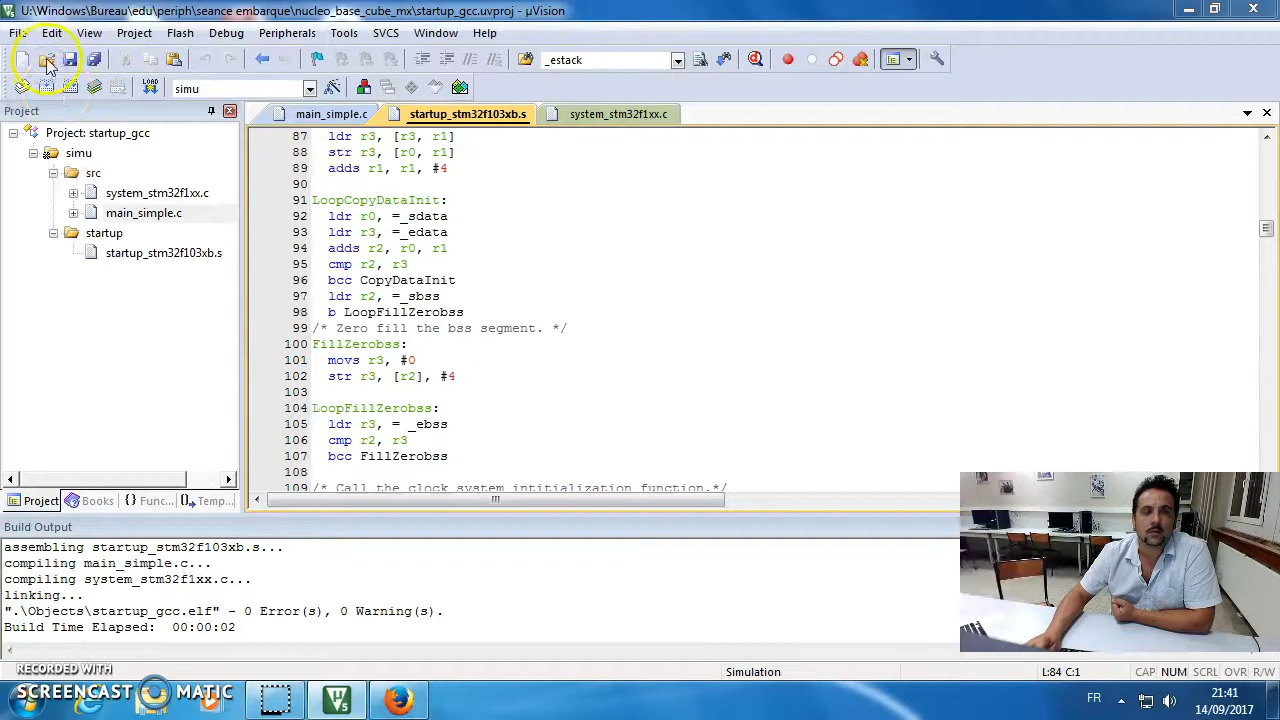 U:\Windows\Bureau\edu\periph\seance embarque\nucleo_base_cube_mx\startup_gcc.uvproj - µVision
File Edit View Project Flash Debug Peripherals Tools SVCS Window Help
_estack
LOAD simu
Project
main_simple.c startup_stm32f103xb.s system_stm32f1xx.c
Project: startup_gcc
simu
src
system_stm32f1xx.c
main_simple.c
startup
startup_stm32f103xb.s
87 ldr r3, [r3, r1]
88 str r3, [r0, r1]
89 adds r1, r1, #4
90
91 LoopCopyDataInit:
92 ldr r0, =_sdata
93 ldr r3, =_edata
94 adds r2, r0, r1
95 cmp r2, r3
96 bcc CopyDataInit
97 ldr r2, =_sbss
98 b LoopFillZerobss
99 /* Zero fill the bss segment. */
100 FillZerobss:
101 movs r3, #0
102 str r3, [r2], #4
103
104 LoopFillZerobss:
105 ldr r3, = _ebss
106 cmp r2, r3
107 bcc FillZerobss
108
109 /* Call the clock system intitialization function.*/
Project Books {} Func... Temp...
Build Output
assembling startup_stm32f103xb.s...
compiling main_simple.c...
compiling system_stm32f1xx.c...
linking...
".\Objects\startup_gcc.elf" - 0 Error(s), 0 Warning(s).
Build Time Elapsed:  00:00:02
Simulation L:84 C:1 CAP NUM SCRL OVR R/W
RECORDED WITH
SCREENCAST MATIC
FR
21:41
14/09/2017